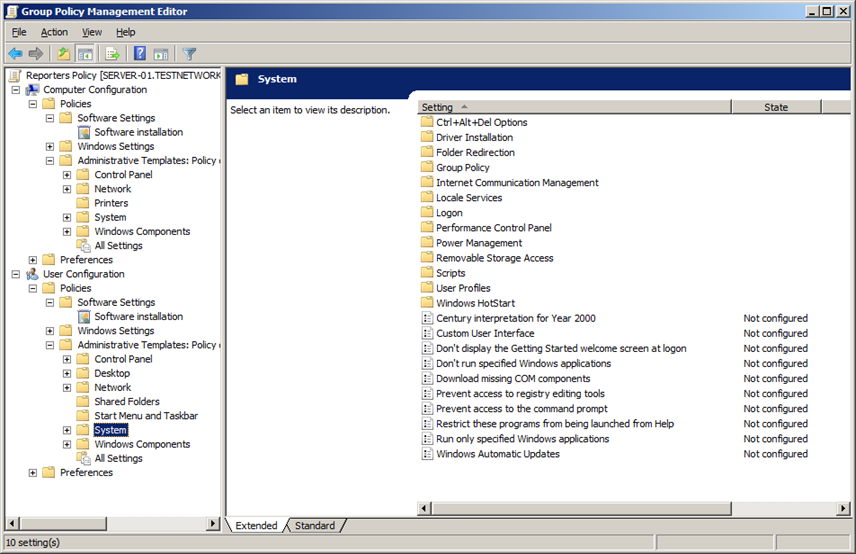 Group Policy Management Editor
File Action View Help
Reporters Policy [SERVER-01.TESTNETWORK
Computer Configuration
Policies
Software Settings
Software installation
Windows Settings
Administrative Templates: Policy
Control Panel
Network
Printers
System
Windows Components
All Settings
Preferences
User Configuration
Policies
Software Settings
Software installation
Windows Settings
Administrative Templates: Policy
Control Panel
Desktop
Network
Shared Folders
Start Menu and Taskbar
System
Windows Components
All Settings
Preferences
System
Select an item to view its description.
Setting State
Ctrl+Alt+Del Options
Driver Installation
Folder Redirection
Group Policy
Internet Communication Management
Locale Services
Logon
Performance Control Panel
Power Management
Removable Storage Access
Scripts
User Profiles
Windows HotStart
Century interpretation for Year 2000 Not configured
Custom User Interface Not configured
Don't display the Getting Started welcome screen at logon Not configured
Don't run specified Windows applications Not configured
Download missing COM components Not configured
Prevent access to registry editing tools Not configured
Prevent access to the command prompt Not configured
Restrict these programs from being launched from Help Not configured
Run only specified Windows applications Not configured
Windows Automatic Updates Not configured
Extended Standard
10 setting(s)